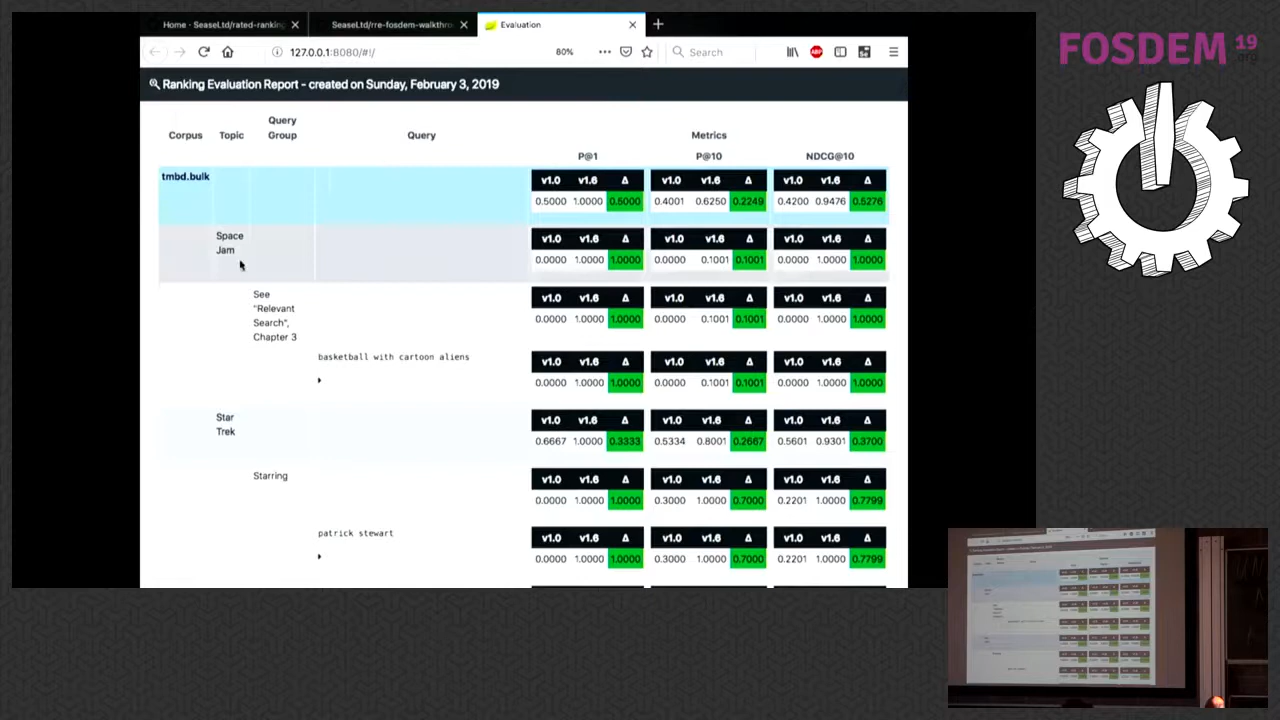 Home · SeaseLtd/rated-rankin
SeaseLtd/rre-fosdem-walkthro
Evaluation
127.0.0.1:8080/#!/
80%
Search
ABP
FOSDEM 19
.org
Ranking Evaluation Report - created on Sunday, February 3, 2019
Corpus Topic Query Group Query Metrics
P@1 P@10 NDCG@10
tmbd.bulk
v1.0 v1.6 Δ v1.0 v1.6 Δ v1.0 v1.6 Δ
0.5000 1.0000 0.5000 0.4001 0.6250 0.2249 0.4200 0.9476 0.5276
Space
Jam
v1.0 v1.6 Δ v1.0 v1.6 Δ v1.0 v1.6 Δ
0.0000 1.0000 1.0000 0.0000 0.1001 0.1001 0.0000 1.0000 1.0000
See
"Relevant
Search",
Chapter 3
v1.0 v1.6 Δ v1.0 v1.6 Δ v1.0 v1.6 Δ
0.0000 1.0000 1.0000 0.0000 0.1001 0.1001 0.0000 1.0000 1.0000
basketball with cartoon aliens
v1.0 v1.6 Δ v1.0 v1.6 Δ v1.0 v1.6 Δ
0.0000 1.0000 1.0000 0.0000 0.1001 0.1001 0.0000 1.0000 1.0000
Star
Trek
v1.0 v1.6 Δ v1.0 v1.6 Δ v1.0 v1.6 Δ
0.6667 1.0000 0.3333 0.5334 0.8001 0.2667 0.5601 0.9301 0.3700
Starring
v1.0 v1.6 Δ v1.0 v1.6 Δ v1.0 v1.6 Δ
0.0000 1.0000 1.0000 0.3000 1.0000 0.7000 0.2201 1.0000 0.7799
patrick stewart
v1.0 v1.6 Δ v1.0 v1.6 Δ v1.0 v1.6 Δ
0.0000 1.0000 1.0000 0.3000 1.0000 0.7000 0.2201 1.0000 0.7799